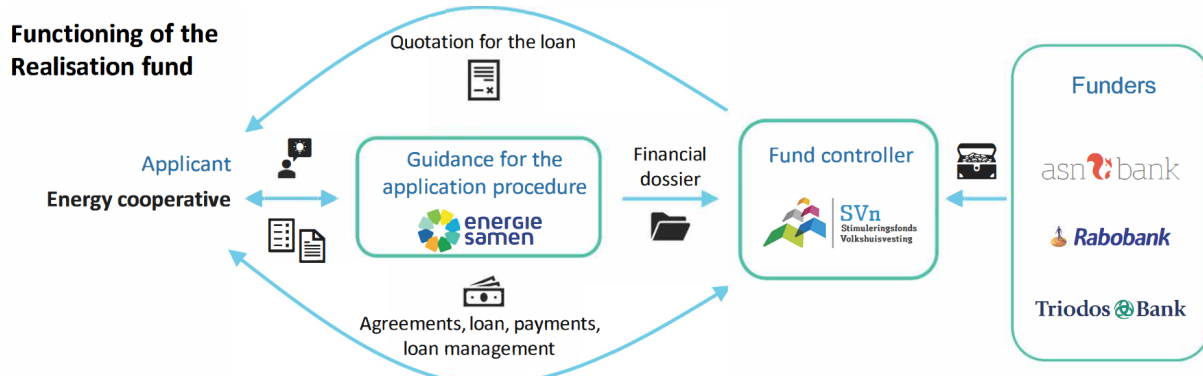 Functioning of the
Realisation fund
Quotation for the loan
Applicant
Energy cooperative
Guidance for the
application procedure
energie
samen
Financial
dossier
Fund controller
SVn
Stimuleringsfonds
Volkshuisvesting
Funders
asn bank
Rabobank
Triodos Bank
Agreements, loan, payments,
loan management